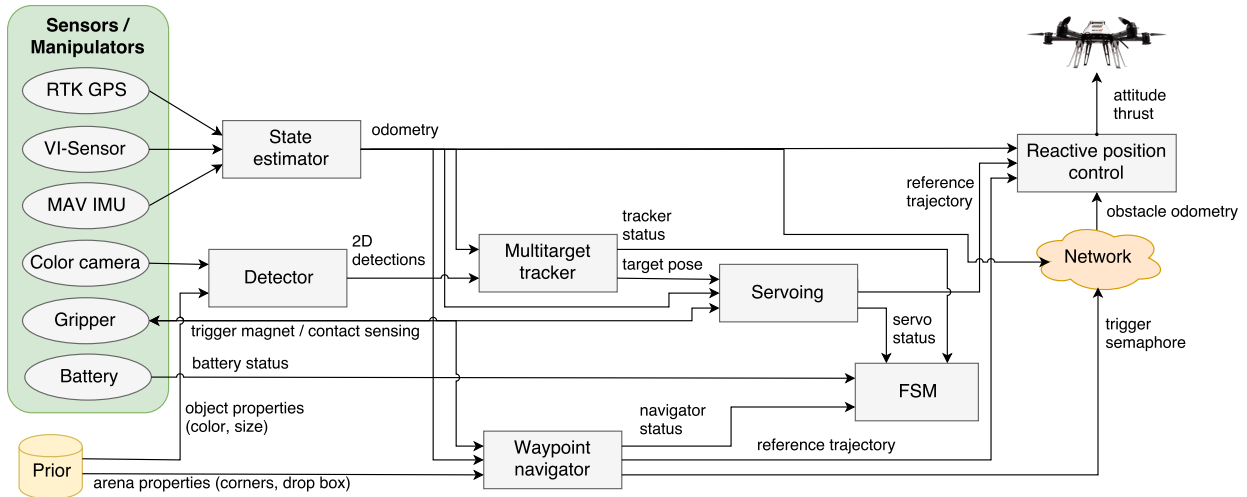 Sensors /
Manipulators
RTK GPS
VI-Sensor
MAV IMU
Color camera
Gripper
Battery
Prior
State
estimator
odometry
Detector
2D
detections
Multitarget
tracker
tracker
status
target pose
Servoing
trigger magnet / contact sensing
battery status
servo
status
FSM
object properties
(color, size)
arena properties (corners, drop box)
Waypoint
navigator
navigator
status
reference trajectory
reference
trajectory
attitude
thrust
Reactive position
control
obstacle odometry
Network
trigger
semaphore